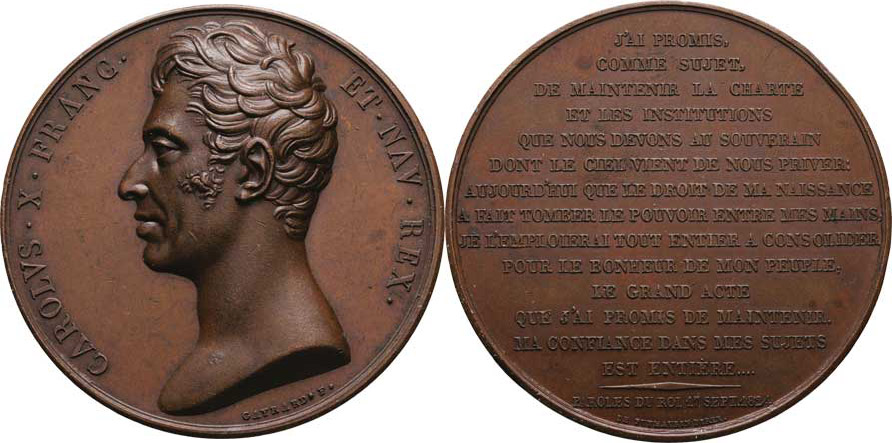 CAROLVS · X · FRANC. ET · NAV · REX.
GAYRARD · F.
J'AI PROMIS,
COMME SUJET,
DE MAINTENIR LA CHARTE
ET LES INSTITUTIONS
QUE NOUS DEVONS AU SOUVERAIN
DONT LE CIEL VIENT DE NOUS PRIVER:
AUJOURD'HUI QUE LE DROIT DE MA NAISSANCE
A FAIT TOMBER LE POUVOIR ENTRE MES MAINS,
JE L'EMPLOIERAI TOUT ENTIER A CONSOLIDER
POUR LE BONHEUR DE MON PEUPLE,
LE GRAND ACTE
QUE J'AI PROMIS DE MAINTENIR.
MA CONFIANCE DANS MES SUJETS
EST ENTIÈRE....
PAROLES DU ROI 17 SEPT. 1824.